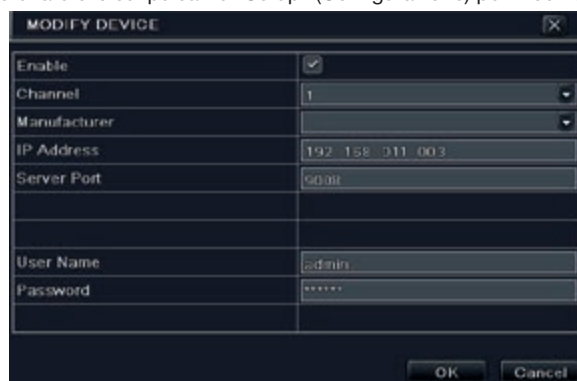 MODIFY DEVICE
Enable
Channel 1
Manufacturer
IP Address 192 168 011 003
Server Port 9008
User Name admin
Password ******
OK Cancel